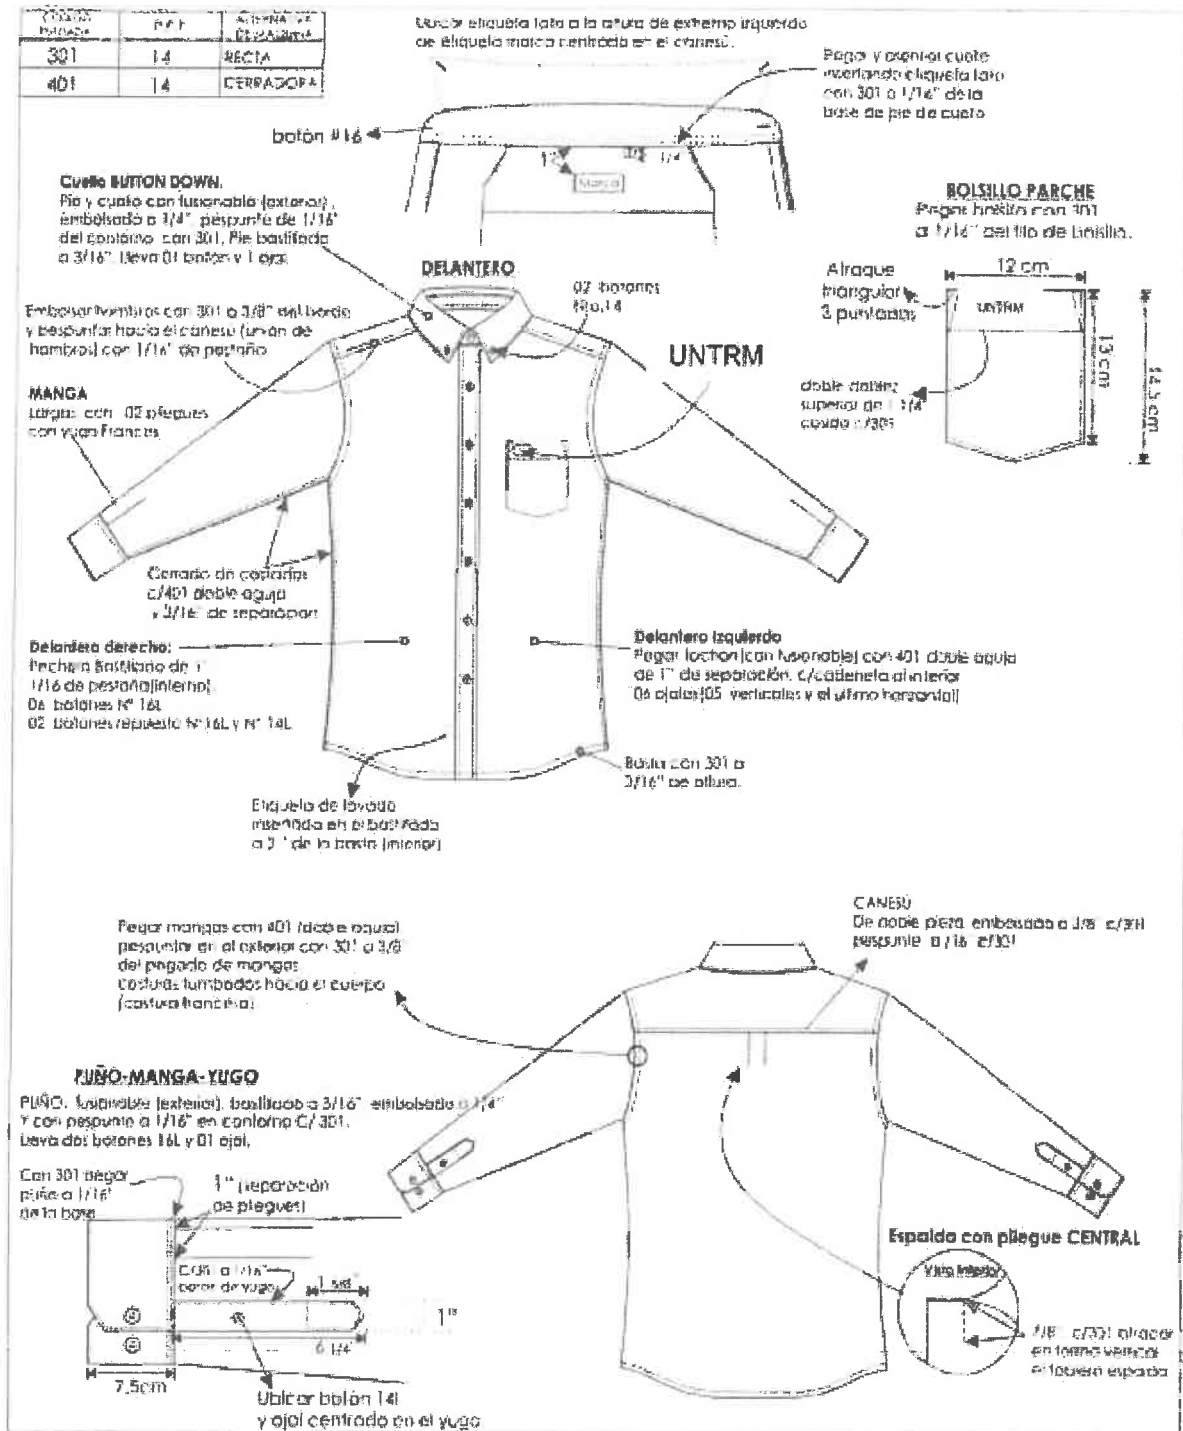 PUNTADA
P.P.P
ALTERNATIVA
DE MAQUINA
301 14 RECTA
401 14 CERRADORA
Ubicar etiqueta talla a la altura de extremo izquierdo
de etiqueta marca centrada en el canesú.
Pegar y asentar cuello
insertando etiqueta talla
con 301 a 1/16" de la
base de pie de cuello
botón #16
1"
1/4"
Marca
Cuello BUTTON DOWN.
Pie y cuello con fusionable (exterior),
embolsado a 1/4" pespunte de 1/16"
del contorno con 301, Pie bastillado
a 3/16". Lleva 01 botón y 1 ojal
BOLSILLO PARCHE
Pegar bolsillo con 301
a 1/16" del filo de bolsillo.
DELANTERO
02 botones
Nro.14
Atraque
triangular
3 puntadas
12 cm
UNTRM
13 cm
14.5 cm
Embolsar hombros con 301 a 3/8" del borde
y pespuntar hacia el canesú (unión de
hombros) con 1/16" de pestaña
UNTRM
doble doblez
superior de 1 1/4"
cosido c/301
MANGA
Largas con 02 pliegues
con yugo Frances
Cerrado de costados
c/401 doble aguja
3/16" de separación
Delantero derecho:
Pechera Bastillado de 1"
1/16 de pestaña(interno)
06 botones N° 16L
02 botones repuesto N° 16L y N° 14L
Delantero izquierdo
Pegar (con fusionable) con 401 doble aguja
de 1" de separación, c/cadeneta al interior
06 ojales(05 verticales y el ultimo horizontal)
Basta con 301 a
3/16" de altura.
Etiqueta de lavado
insertada en el bastillado
a 3" de la basta (interior)
Pegar mangas con 401 (doble aguja)
pespuntar en el exterior con 301 a 3/8"
del pegado de mangas
costuras tumbadas hacia el cuerpo
(costura francesa)
CANESÚ
De doble pieza, embolsado a 3/8" c/301
pespunte a 1/16 c/301
PUÑO-MANGA-YUGO
PUÑO: fusionable (exterior), bastillado a 3/16" embolsado a 1/4"
Y con pespunte a 1/16" en contorno C/ 301.
Lleva dos botones 16L y 01 ojal.
Con 301 pegar
puño a 1/16"
de la base
1" (separación
de pliegues)
C/301 a 1/16"
1"
6 1/4"
7.5cm
Ubicar botón 14l
y ojal centrado en el yugo
Espalda con pliegue CENTRAL
Vista interior
7/8" c/301 atracar
en forma vertical